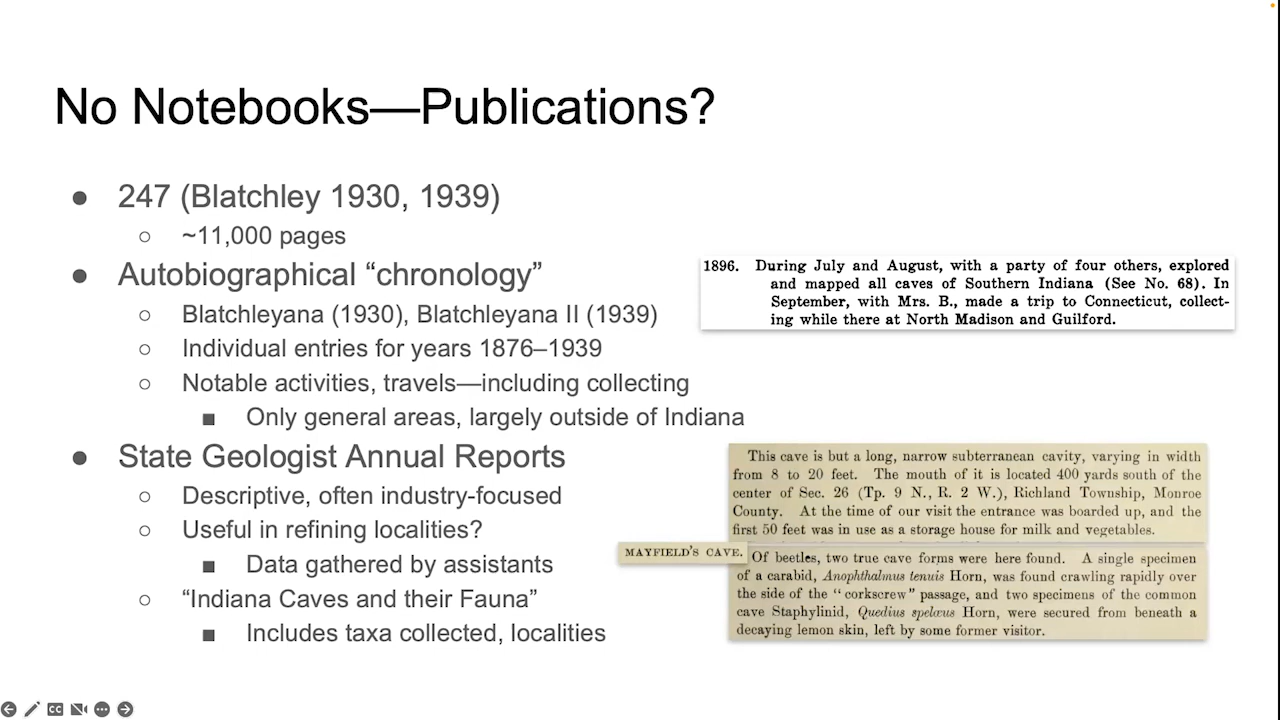 No Notebooks—Publications?
● 247 (Blatchley 1930, 1939)
○ ~11,000 pages
● Autobiographical “chronology”
○ Blatchleyana (1930), Blatchleyana II (1939)
○ Individual entries for years 1876–1939
○ Notable activities, travels—including collecting
■ Only general areas, largely outside of Indiana
● State Geologist Annual Reports
○ Descriptive, often industry-focused
○ Useful in refining localities?
■ Data gathered by assistants
○ “Indiana Caves and their Fauna”
■ Includes taxa collected, localities
1896. During July and August, with a party of four others, explored
and mapped all caves of Southern Indiana (See No. 68). In
September, with Mrs. B., made a trip to Connecticut, collect-
ing while there at North Madison and Guilford.
This cave is but a long, narrow subterranean cavity, varying in width
from 8 to 20 feet. The mouth of it is located 400 yards south of the
center of Sec. 26 (Tp. 9 N., R. 2 W.), Richland Township, Monroe
County. At the time of our visit the entrance was boarded up, and the
first 50 feet was in use as a storage house for milk and vegetables.
MAYFIELD'S CAVE.
Of beetles, two true cave forms were here found. A single specimen
of a carabid, Anophthalmus tenuis Horn, was found crawling rapidly over
the side of the “corkscrew” passage, and two specimens of the common
cave Staphylinid, Quedius spelæus Horn, were secured from beneath a
decaying lemon skin, left by some former visitor.
CC